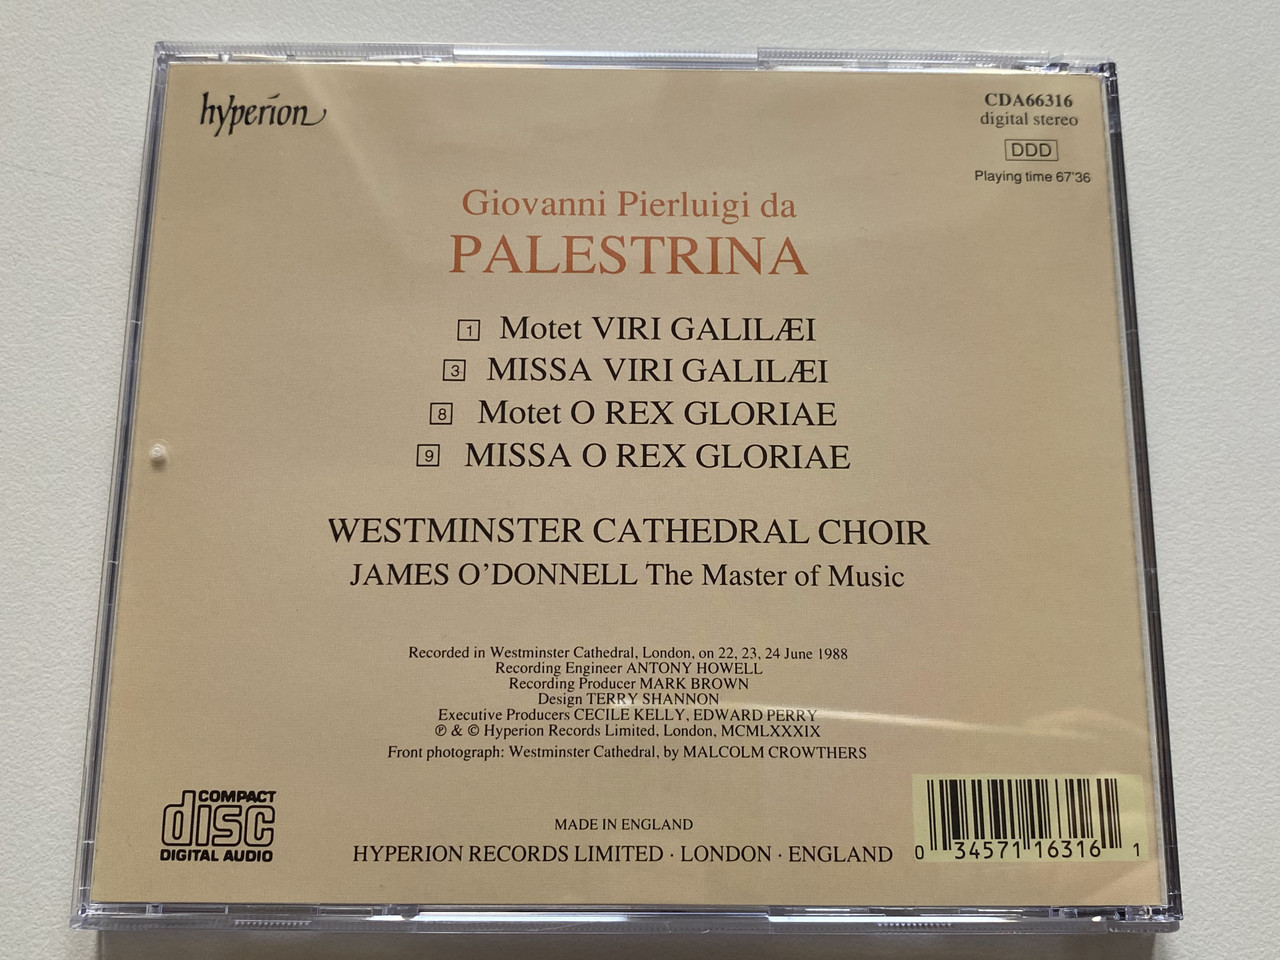 hyperion
CDA66316
digital stereo
DDD
Playing time 67'36
Giovanni Pierluigi da
PALESTRINA
1 Motet VIRI GALILÆI
3 MISSA VIRI GALILÆI
8 Motet O REX GLORIAE
9 MISSA O REX GLORIAE
WESTMINSTER CATHEDRAL CHOIR
JAMES O'DONNELL The Master of Music
Recorded in Westminster Cathedral, London, on 22, 23, 24 June 1988
Recording Engineer ANTONY HOWELL
Recording Producer MARK BROWN
Design TERRY SHANNON
Executive Producers CECILE KELLY, EDWARD PERRY
℗ & © Hyperion Records Limited, London, MCMLXXXIX
Front photograph: Westminster Cathedral, by MALCOLM CROWTHERS
COMPACT
disc
DIGITAL AUDIO
MADE IN ENGLAND
HYPERION RECORDS LIMITED · LONDON · ENGLAND
0 34571 16316 1